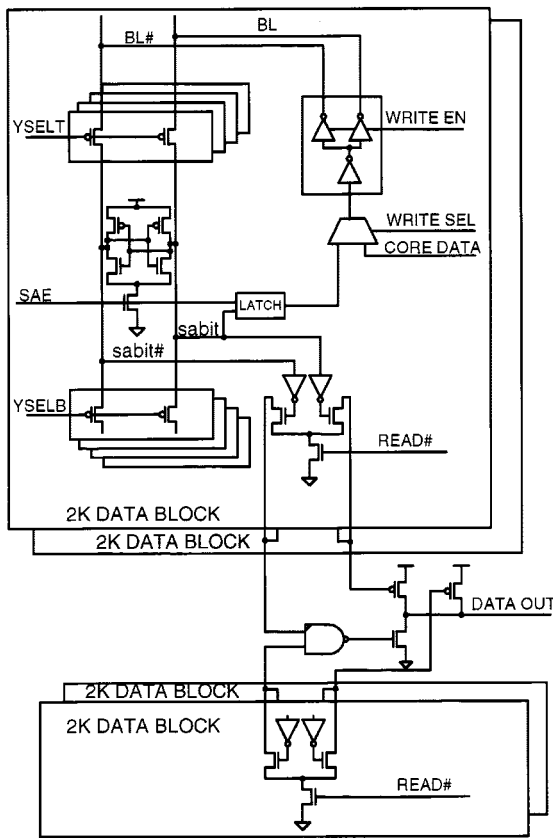 BL
BL#
YSELT
WRITE EN
WRITE SEL
CORE DATA
SAE
LATCH
sabit
sabit#
YSELB
READ#
2K DATA BLOCK
2K DATA BLOCK
DATA OUT
2K DATA BLOCK
2K DATA BLOCK
READ#